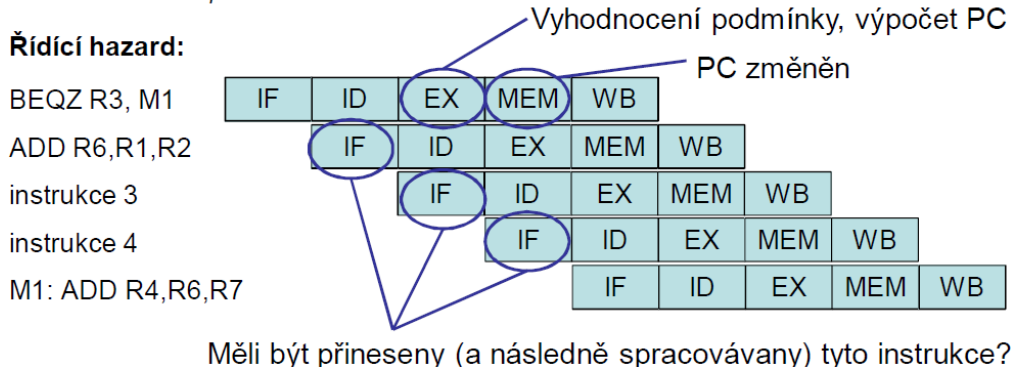 Vyhodnocení podmínky, výpočet PC
Řídící hazard:
PC změněn
BEQZ R3, M1 IF ID EX MEM WB
ADD R6,R1,R2 IF ID EX MEM WB
instrukce 3 IF ID EX MEM WB
instrukce 4 IF ID EX MEM WB
M1: ADD R4,R6,R7 IF ID EX MEM WB
Měli být přineseny (a následně spracovávany) tyto instrukce?